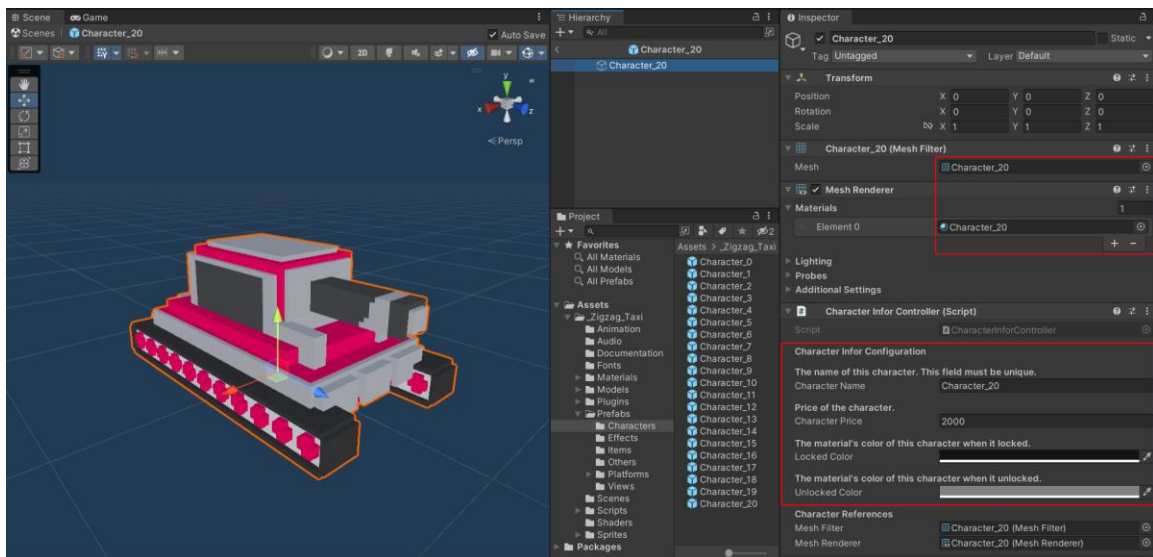 Scene Game
Scenes Character_20 Auto Save
2D
y
x z
Persp
Hierarchy
All
Character_20
Character_20
Project
2
Favorites
All Materials
All Models
All Prefabs
Assets
_Zigzag_Taxi
Animation
Audio
Documentation
Fonts
Materials
Models
Plugins
Prefabs
Characters
Effects
Items
Others
Platforms
Views
Scenes
Scripts
Shaders
Sprites
Packages
Assets > _Zigzag_Taxi
Character_0
Character_1
Character_2
Character_3
Character_4
Character_5
Character_6
Character_7
Character_8
Character_9
Character_10
Character_11
Character_12
Character_13
Character_14
Character_15
Character_16
Character_17
Character_18
Character_19
Character_20
Inspector
Character_20 Static
Tag Untagged Layer Default
Transform
Position X 0 Y 0 Z 0
Rotation X 0 Y 0 Z 0
Scale X 1 Y 1 Z 1
Character_20 (Mesh Filter)
Mesh Character_20
Mesh Renderer
Materials 1
Element 0 Character_20
+ −
Lighting
Probes
Additional Settings
Character Infor Controller (Script)
Script CharacterInforController
Character Infor Configuration
The name of this character. This field must be unique.
Character Name Character_20
Price of the character.
Character Price 2000
The material's color of this character when it locked.
Locked Color
The material's color of this character when it unlocked.
Unlocked Color
Character References
Mesh Filter Character_20 (Mesh Filter)
Mesh Renderer Character_20 (Mesh Renderer)